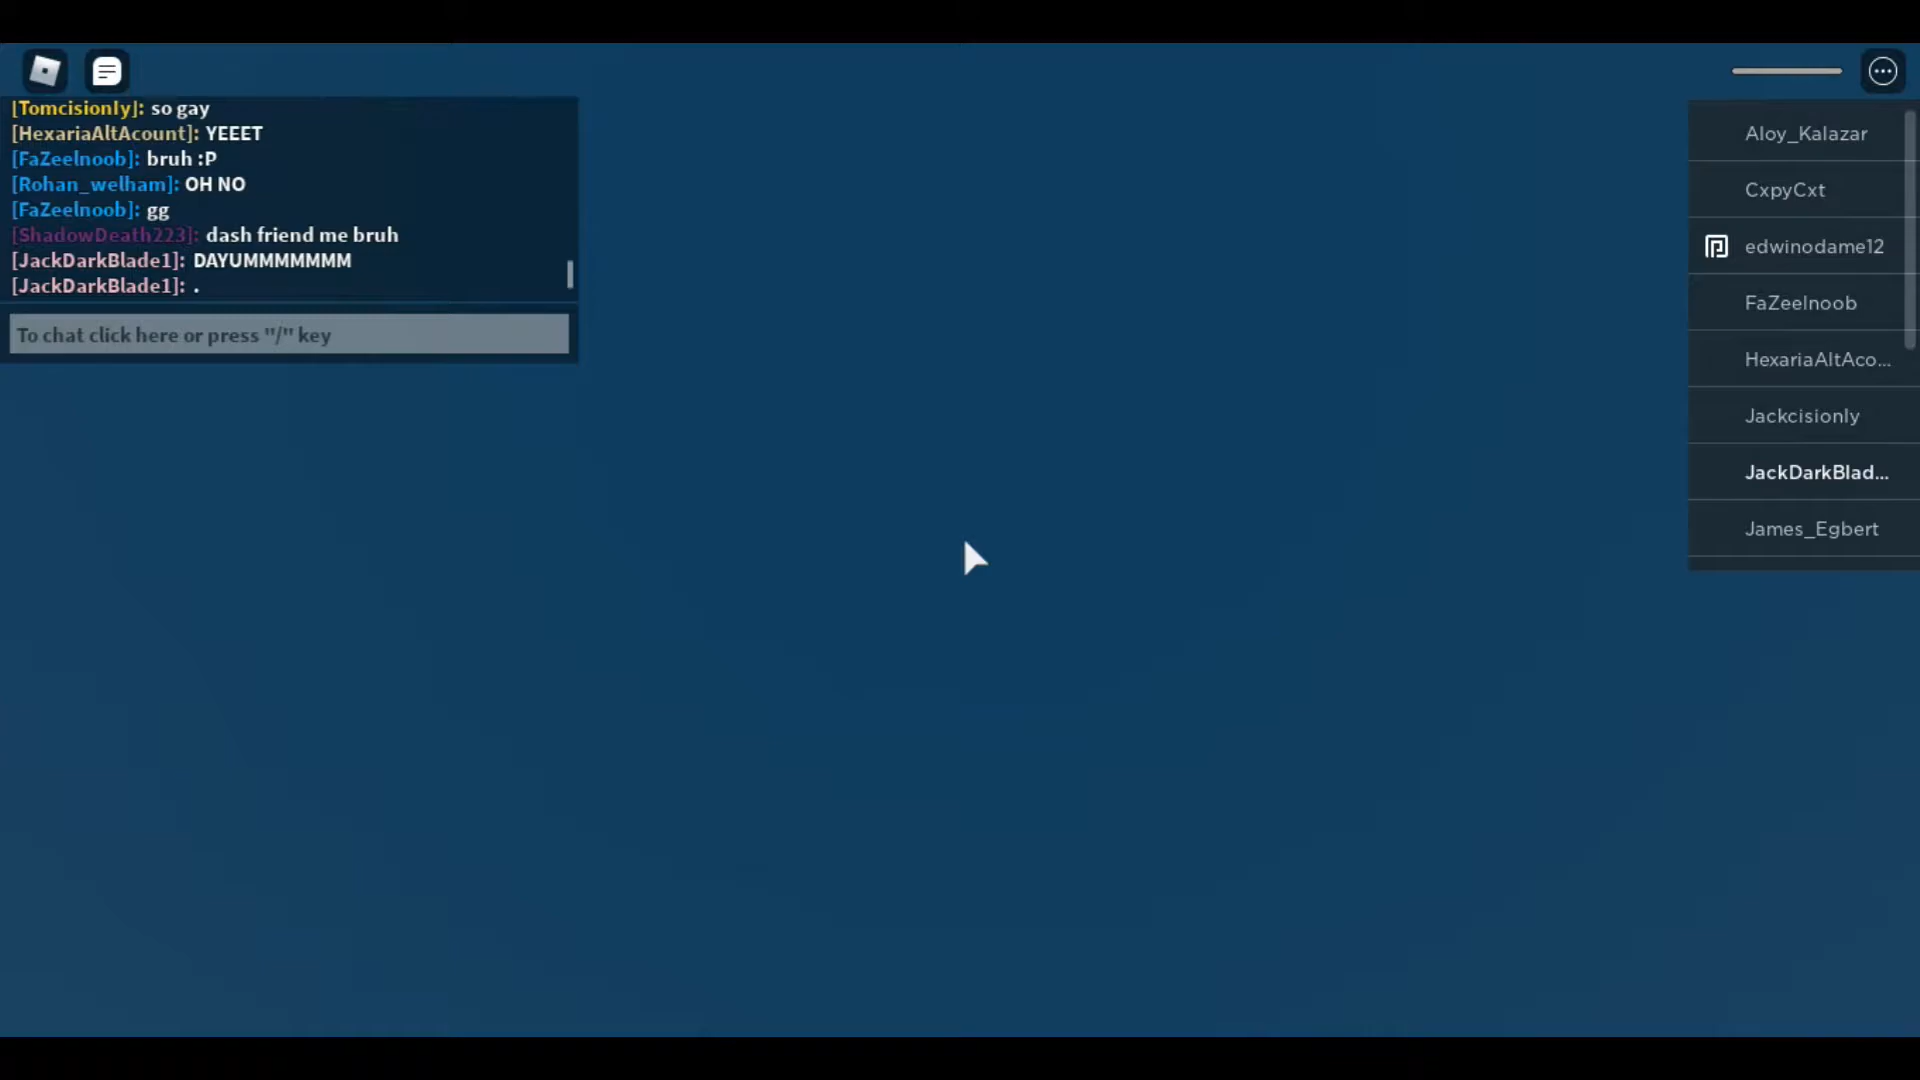 [Tomcisionly]: so gay
[HexariaAltAcount]: YEEET
[FaZeelnoob]: bruh :P
[Rohan_welham]: OH NO
[FaZeelnoob]: gg
[ShadowDeath223]: dash friend me bruh
[JackDarkBlade1]: DAYUMMMMMMM
[JackDarkBlade1]: .
To chat click here or press "/" key
Aloy_Kalazar
CxpyCxt
edwinodame12
FaZeelnoob
HexariaAltAco...
Jackcisionly
JackDarkBlad...
James_Egbert